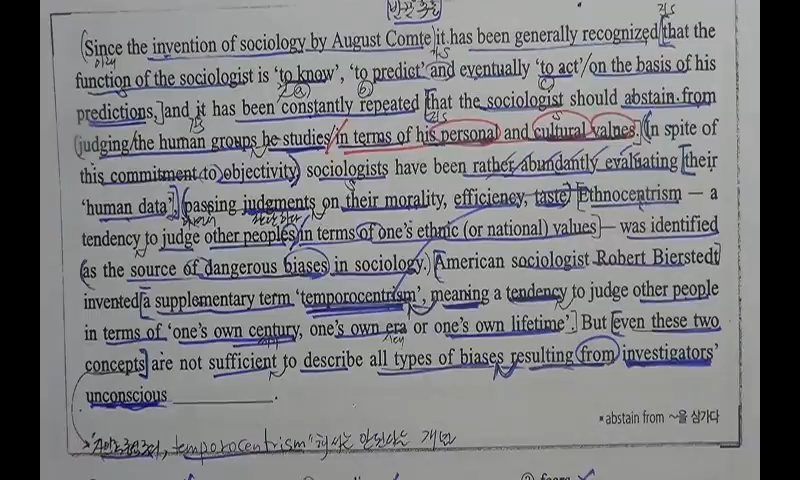 (Since the invention of sociology by August Comte) it has been generally recognized [that the
function of the sociologist is 'to know', 'to predict' and eventually 'to act' / on the basis of his
predictions,] and it has been constantly repeated [that the sociologist should abstain from
(judging / the human groups he studies / in terms of his personal and cultural valnes.] (In spite of
this commitment to objectivity) sociologists have been rather abundantly evaluating [their
'human data'], (passing judgments on their morality, efficiency, taste) [Ethnocentrism — a
tendency to judge other peoples / in terms of one's ethnic (or national) values] — was identified
(as the source of dangerous biases in sociology.) [American sociologist Robert Bierstedt
invented [a supplementary term 'temporocentrism', meaning a tendency to judge other people
in terms of 'one's own century, one's own era or one's own lifetime'.] But [even these two
concepts] are not sufficient to describe all types of biases resulting from investigators'
unconscious ____________.
* abstain from ~을 삼가다
temporocentrism"